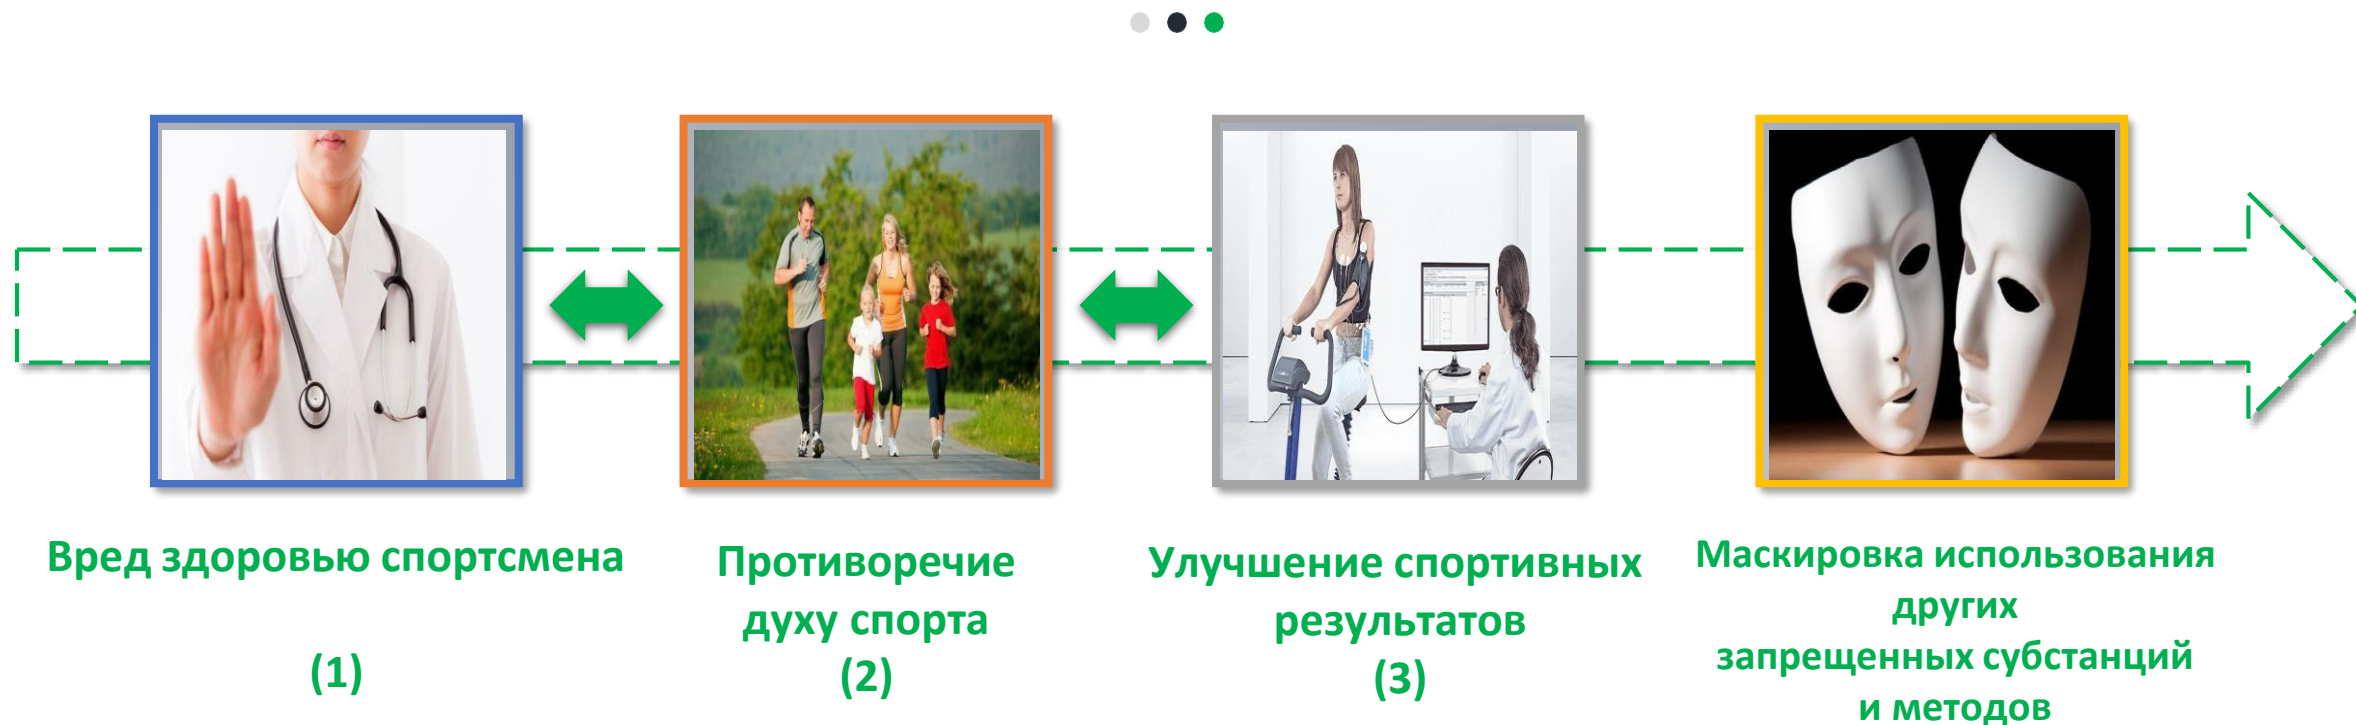 Вред здоровью спортсмена
(1)
Противоречие
духу спорта
(2)
Улучшение спортивных
результатов
(3)
Маскировка использования
других
запрещенных субстанций
и методов